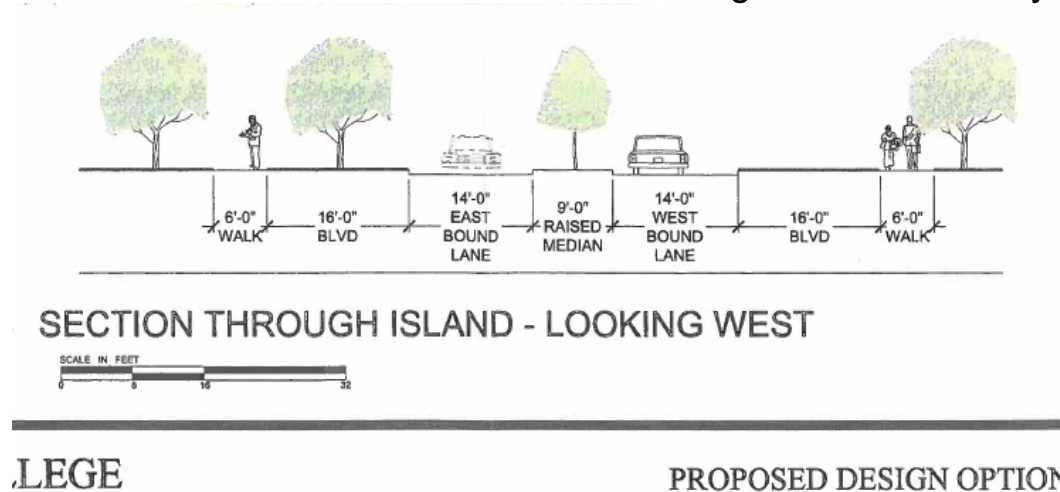 6'-0"
WALK
16'-0"
BLVD
14'-0"
EAST
BOUND
LANE
9'-0"
RAISED
MEDIAN
14'-0"
WEST
BOUND
LANE
16'-0"
BLVD
6'-0"
WALK
SECTION THROUGH ISLAND - LOOKING WEST
SCALE IN FEET
0 8 16 32
LLEGE
PROPOSED DESIGN OPTION